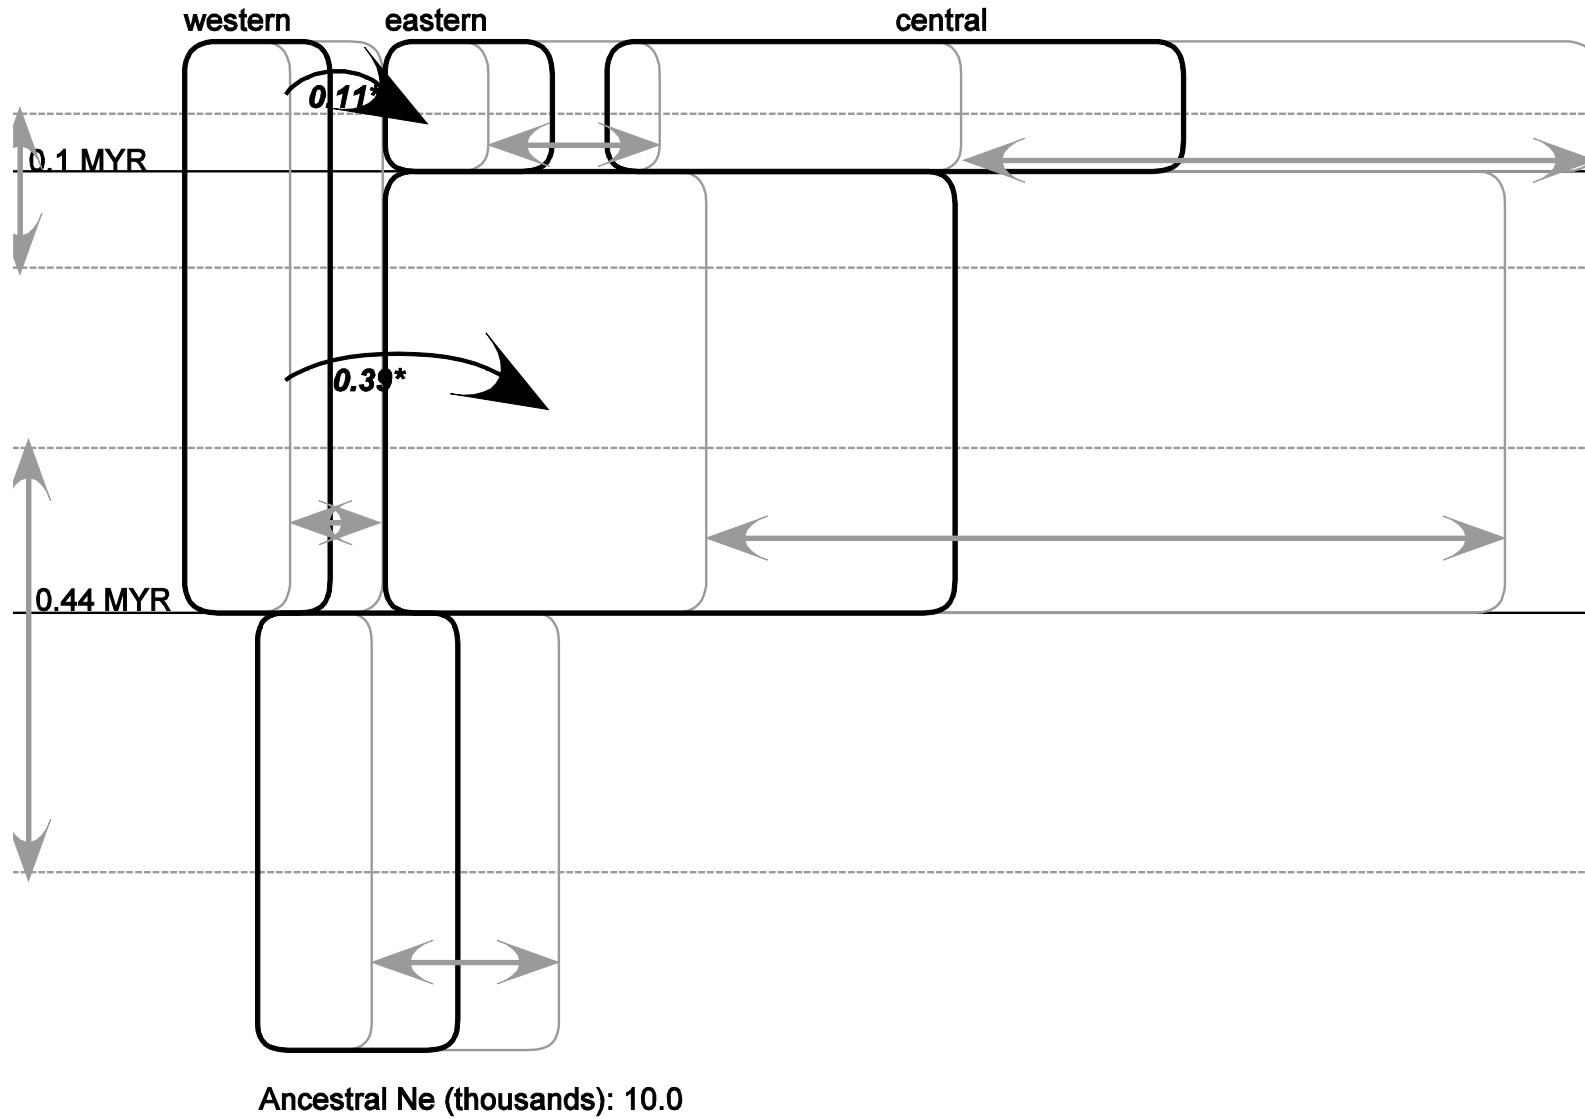 western eastern central
0.11*
0.1 MYR
0.39*
0.44 MYR
Ancestral Ne (thousands): 10.0